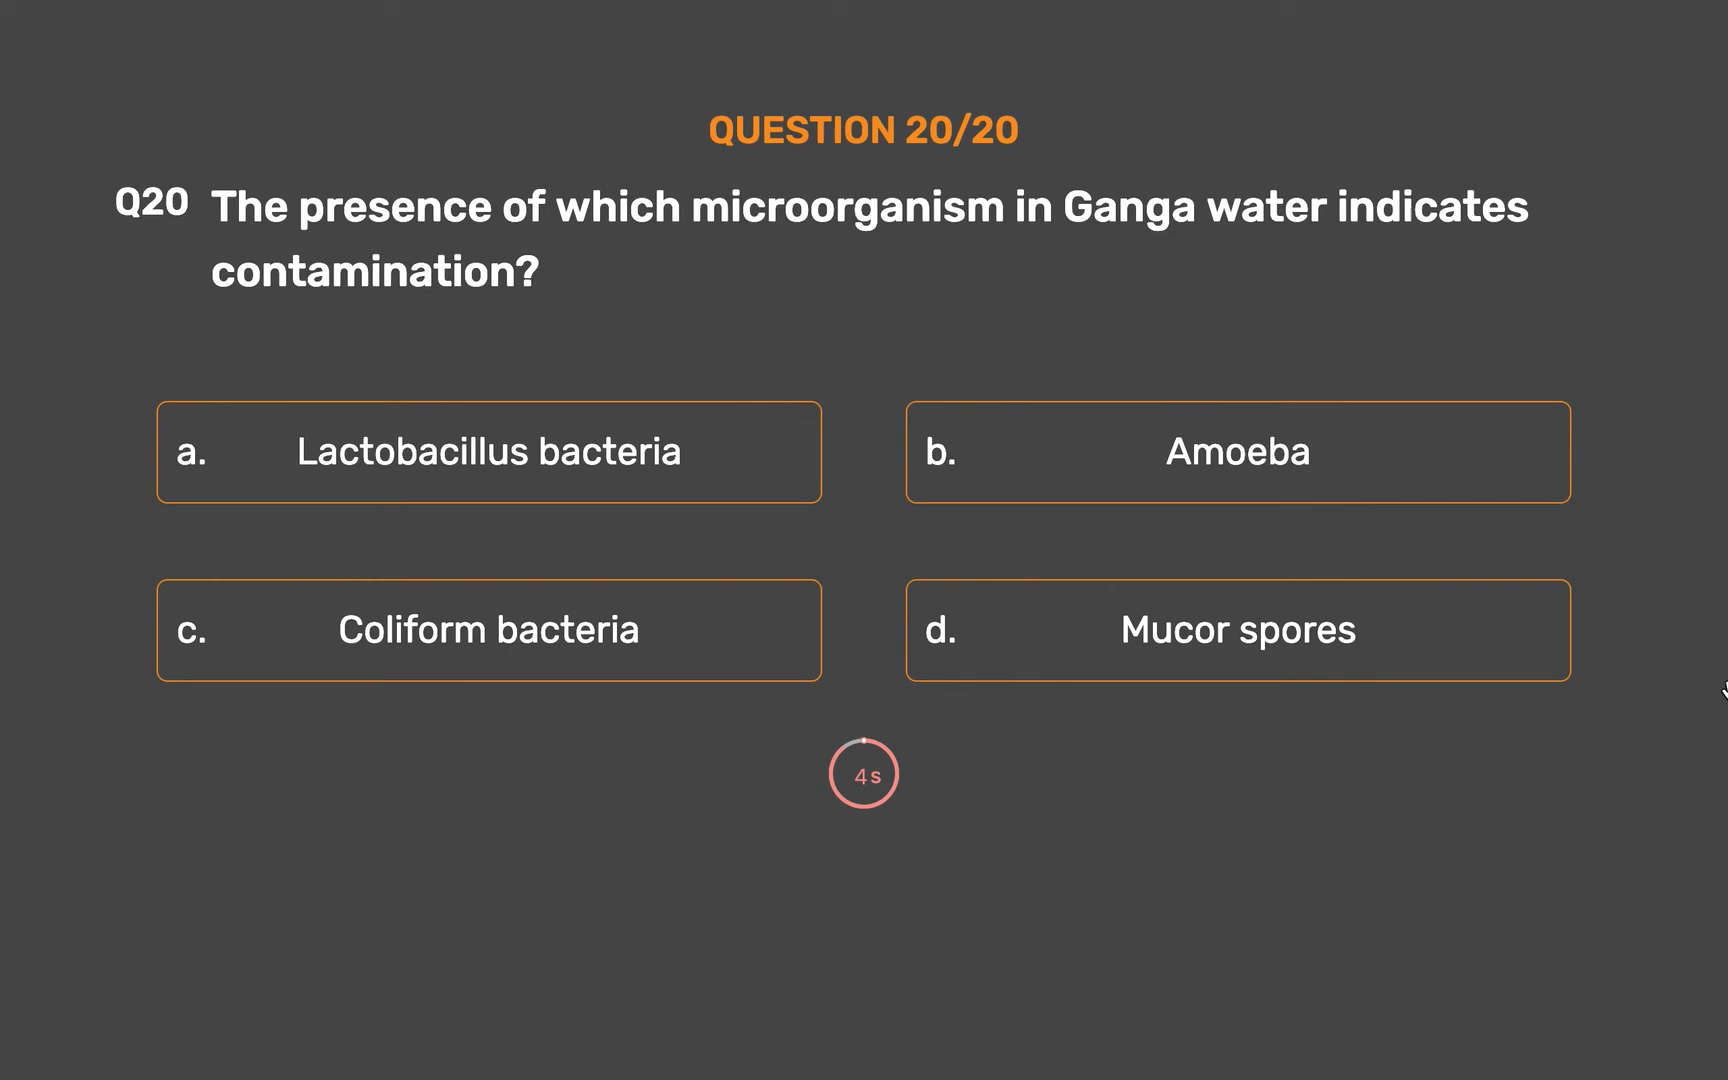 QUESTION 20/20
Q20 The presence of which microorganism in Ganga water indicates
contamination?
a. Lactobacillus bacteria
b. Amoeba
c. Coliform bacteria
d. Mucor spores
4s